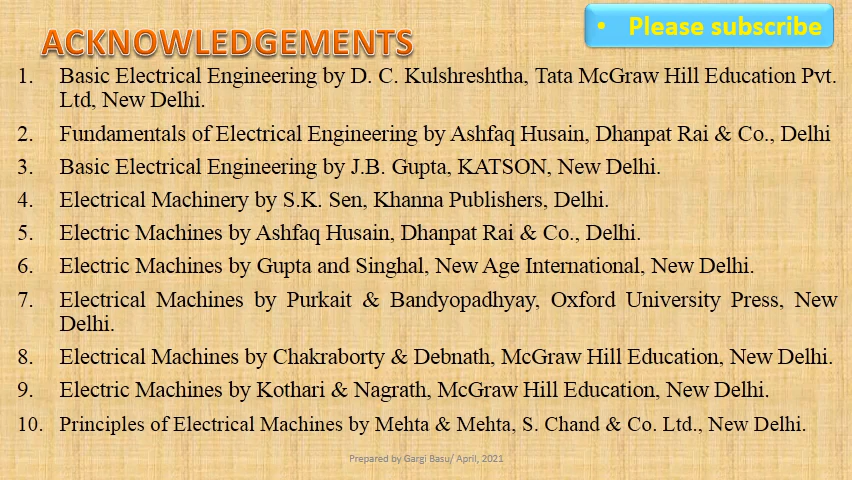 • Please subscribe
ACKNOWLEDGEMENTS
1. Basic Electrical Engineering by D. C. Kulshreshtha, Tata McGraw Hill Education Pvt.
Ltd, New Delhi.
2. Fundamentals of Electrical Engineering by Ashfaq Husain, Dhanpat Rai & Co., Delhi
3. Basic Electrical Engineering by J.B. Gupta, KATSON, New Delhi.
4. Electrical Machinery by S.K. Sen, Khanna Publishers, Delhi.
5. Electric Machines by Ashfaq Husain, Dhanpat Rai & Co., Delhi.
6. Electric Machines by Gupta and Singhal, New Age International, New Delhi.
7. Electrical Machines by Purkait & Bandyopadhyay, Oxford University Press, New
Delhi.
8. Electrical Machines by Chakraborty & Debnath, McGraw Hill Education, New Delhi.
9. Electric Machines by Kothari & Nagrath, McGraw Hill Education, New Delhi.
10. Principles of Electrical Machines by Mehta & Mehta, S. Chand & Co. Ltd., New Delhi.
Prepared by Gargi Basu/ April, 2021